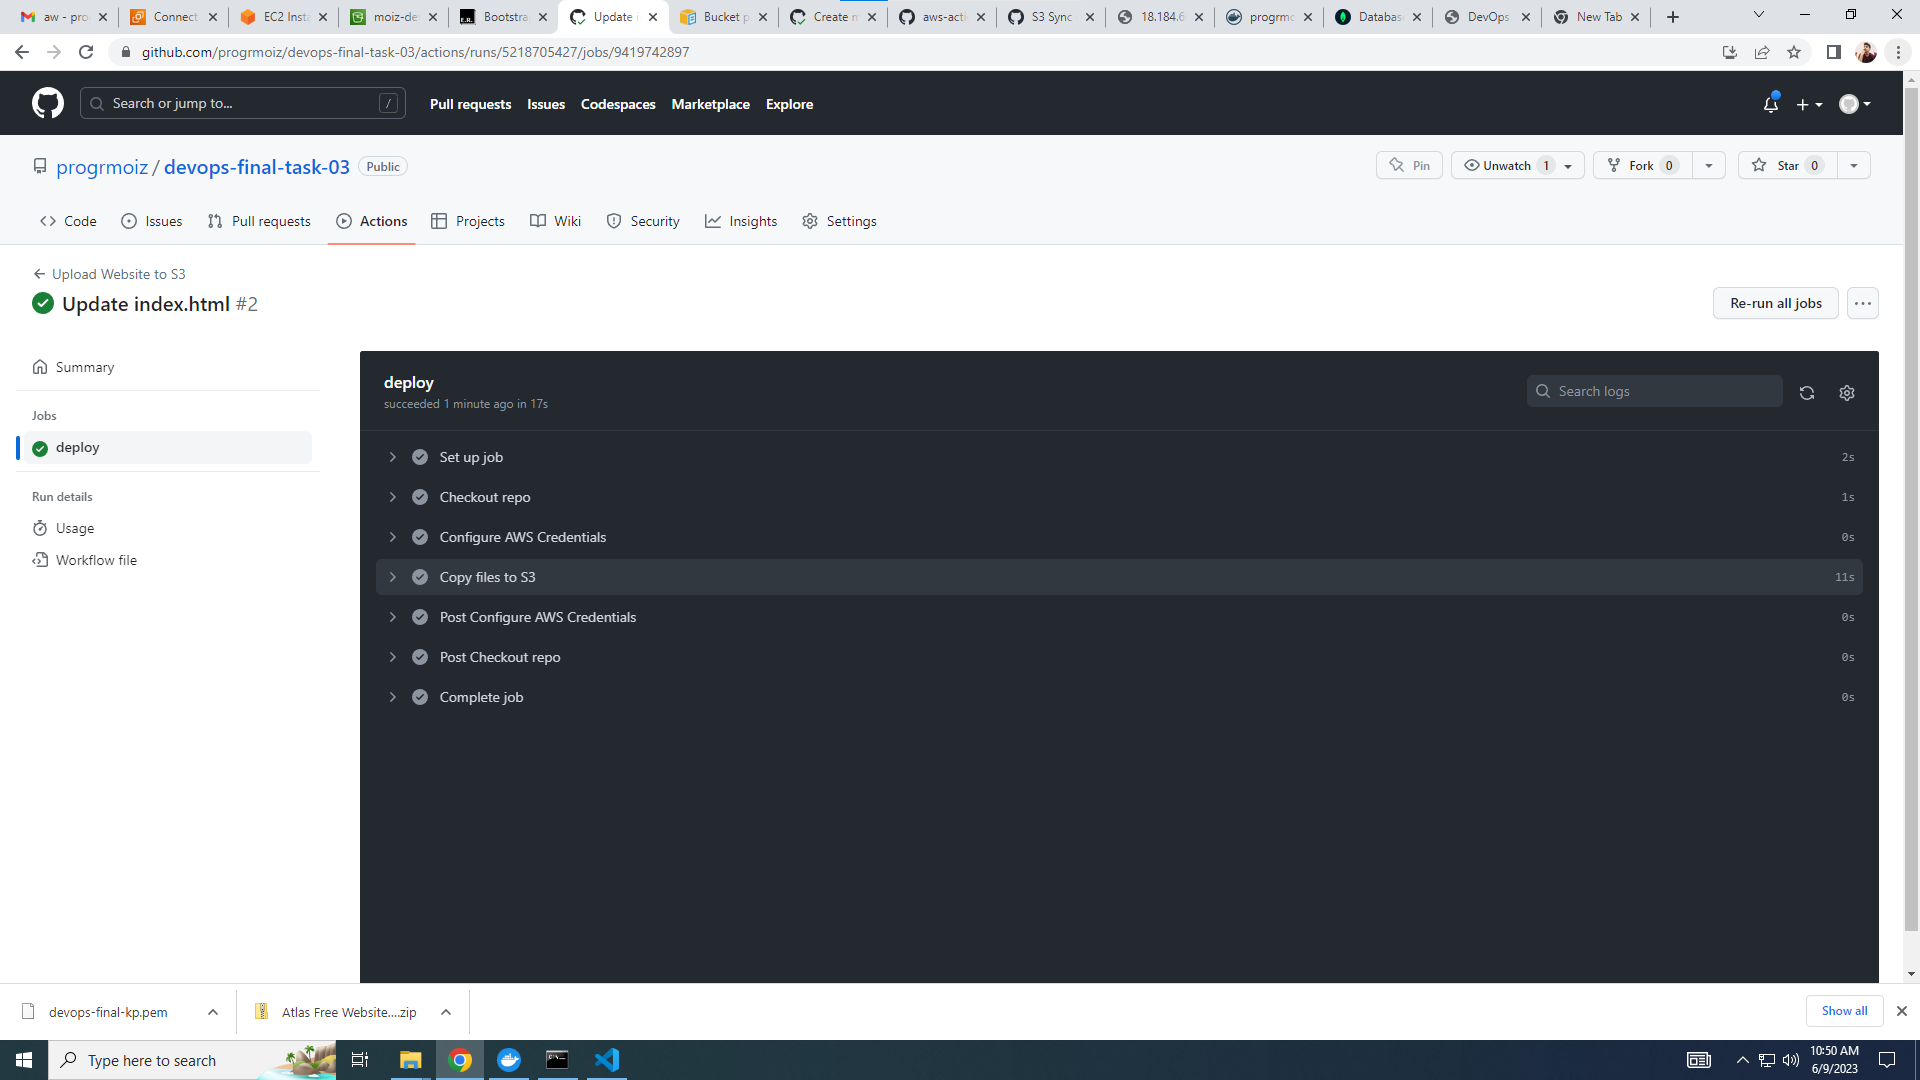 aw - pro
Connect
EC2 Insta
moiz-de
Bootstra
Update i
Bucket p
Create m
aws-acti
S3 Sync
18.184.6
progrmo
Databas
DevOps
New Tab
github.com/progrmoiz/devops-final-task-03/actions/runs/5218705427/jobs/9419742897
Search or jump to... /
Pull requests Issues Codespaces Marketplace Explore
progrmoiz / devops-final-task-03 Public
Pin Unwatch 1 Fork 0 Star 0
Code Issues Pull requests Actions Projects Wiki Security Insights Settings
Upload Website to S3
Update index.html #2
Re-run all jobs
Summary
Jobs
deploy
Run details
Usage
Workflow file
deploy
succeeded 1 minute ago in 17s
Search logs
Set up job 2s
Checkout repo 1s
Configure AWS Credentials 0s
Copy files to S3 11s
Post Configure AWS Credentials 0s
Post Checkout repo 0s
Complete job 0s
devops-final-kp.pem
Atlas Free Website....zip
Show all
Type here to search
10:50 AM
6/9/2023